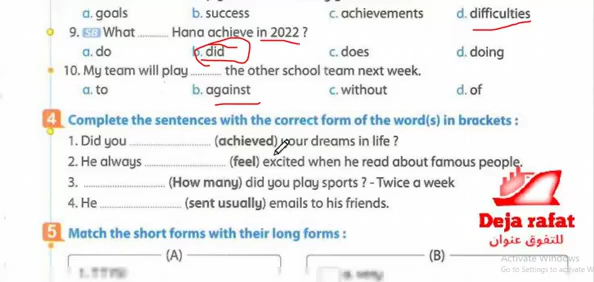 a. goals b. success c. achievements d. difficulties
9. SB What .......... Hana achieve in 2022 ?
a. do b. did c. does d. doing
10. My team will play .......... the other school team next week.
a. to b. against c. without d. of
4 Complete the sentences with the correct form of the word(s) in brackets :
1. Did you .......................... (achieved) your dreams in life ?
2. He always .......................... (feel) excited when he read about famous people.
3. .......................... (How many) did you play sports ? - Twice a week
4. He .......................... (sent usually) emails to his friends.
Deja rafat
للتفوق عنوان
5 Match the short forms with their long forms :
Activate Windows
(A) (B)
Go to Settings to activate W